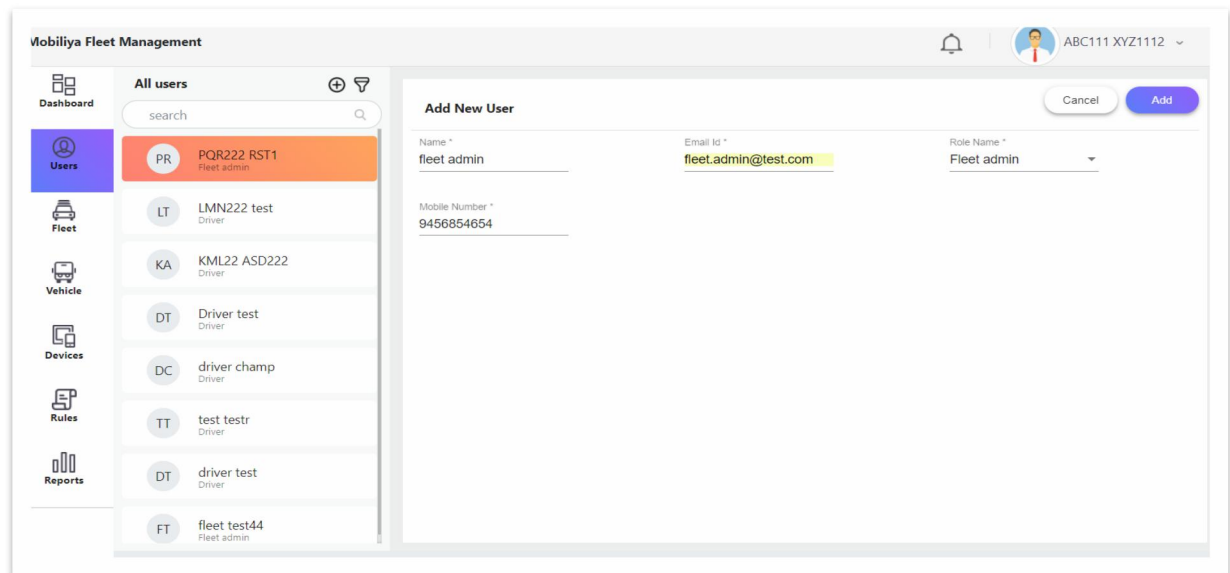 Mobiliya Fleet Management
ABC111 XYZ1112
Dashboard
Users
Fleet
Vehicle
Devices
Rules
Reports
All users
search
PR
PQR222 RST1
Fleet admin
LT
LMN222 test
Driver
KA
KML22 ASD222
Driver
DT
Driver test
Driver
DC
driver champ
Driver
TT
test testr
Driver
DT
driver test
Driver
FT
fleet test44
Fleet admin
Add New User
Cancel
Add
Name *
fleet admin
Email Id *
fleet.admin@test.com
Role Name *
Fleet admin
Mobile Number *
9456854654